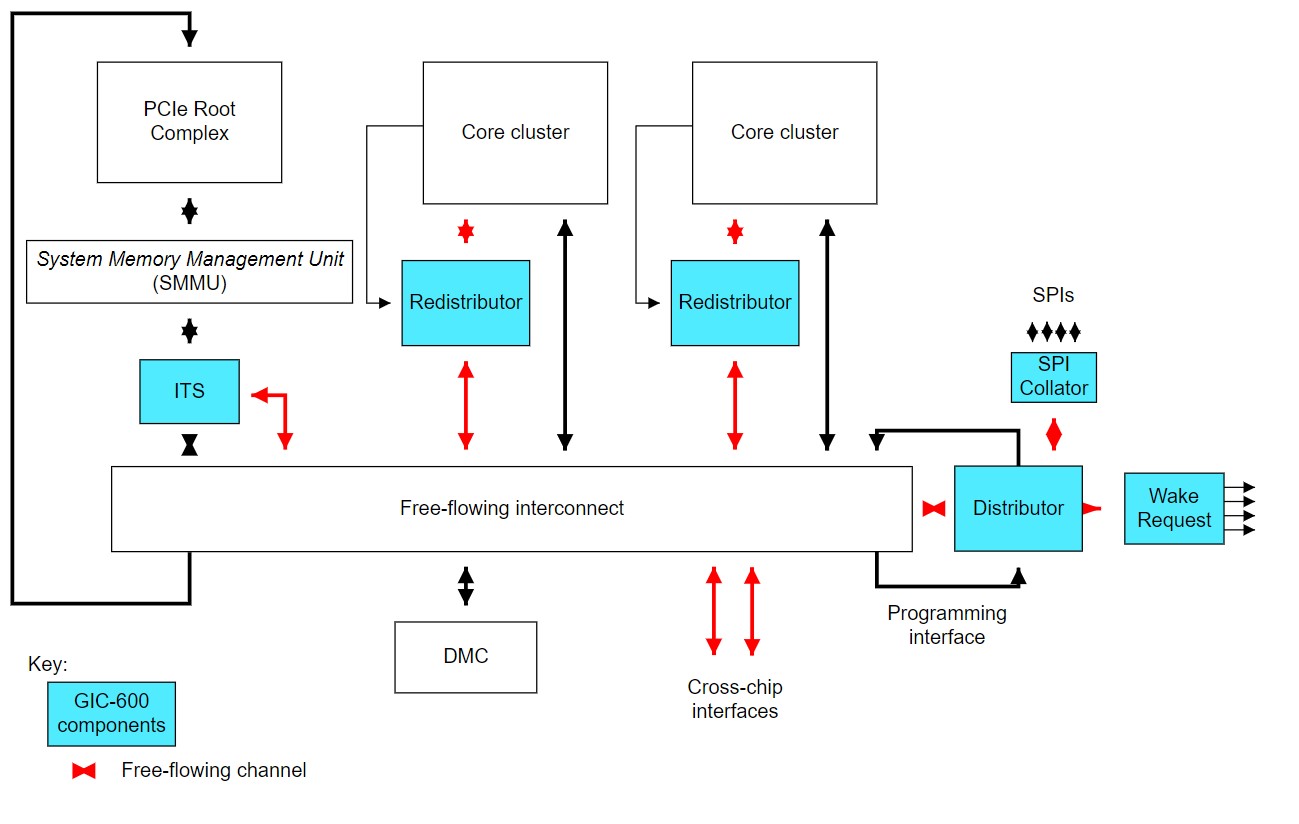 PCIe Root
Complex
Core cluster
Core cluster
System Memory Management Unit
(SMMU)
Redistributor
Redistributor
SPIs
ITS
SPI
Collator
Free-flowing interconnect
Distributor
Wake
Request
Programming
interface
DMC
Cross-chip
interfaces
Key:
GIC-600
components
Free-flowing channel